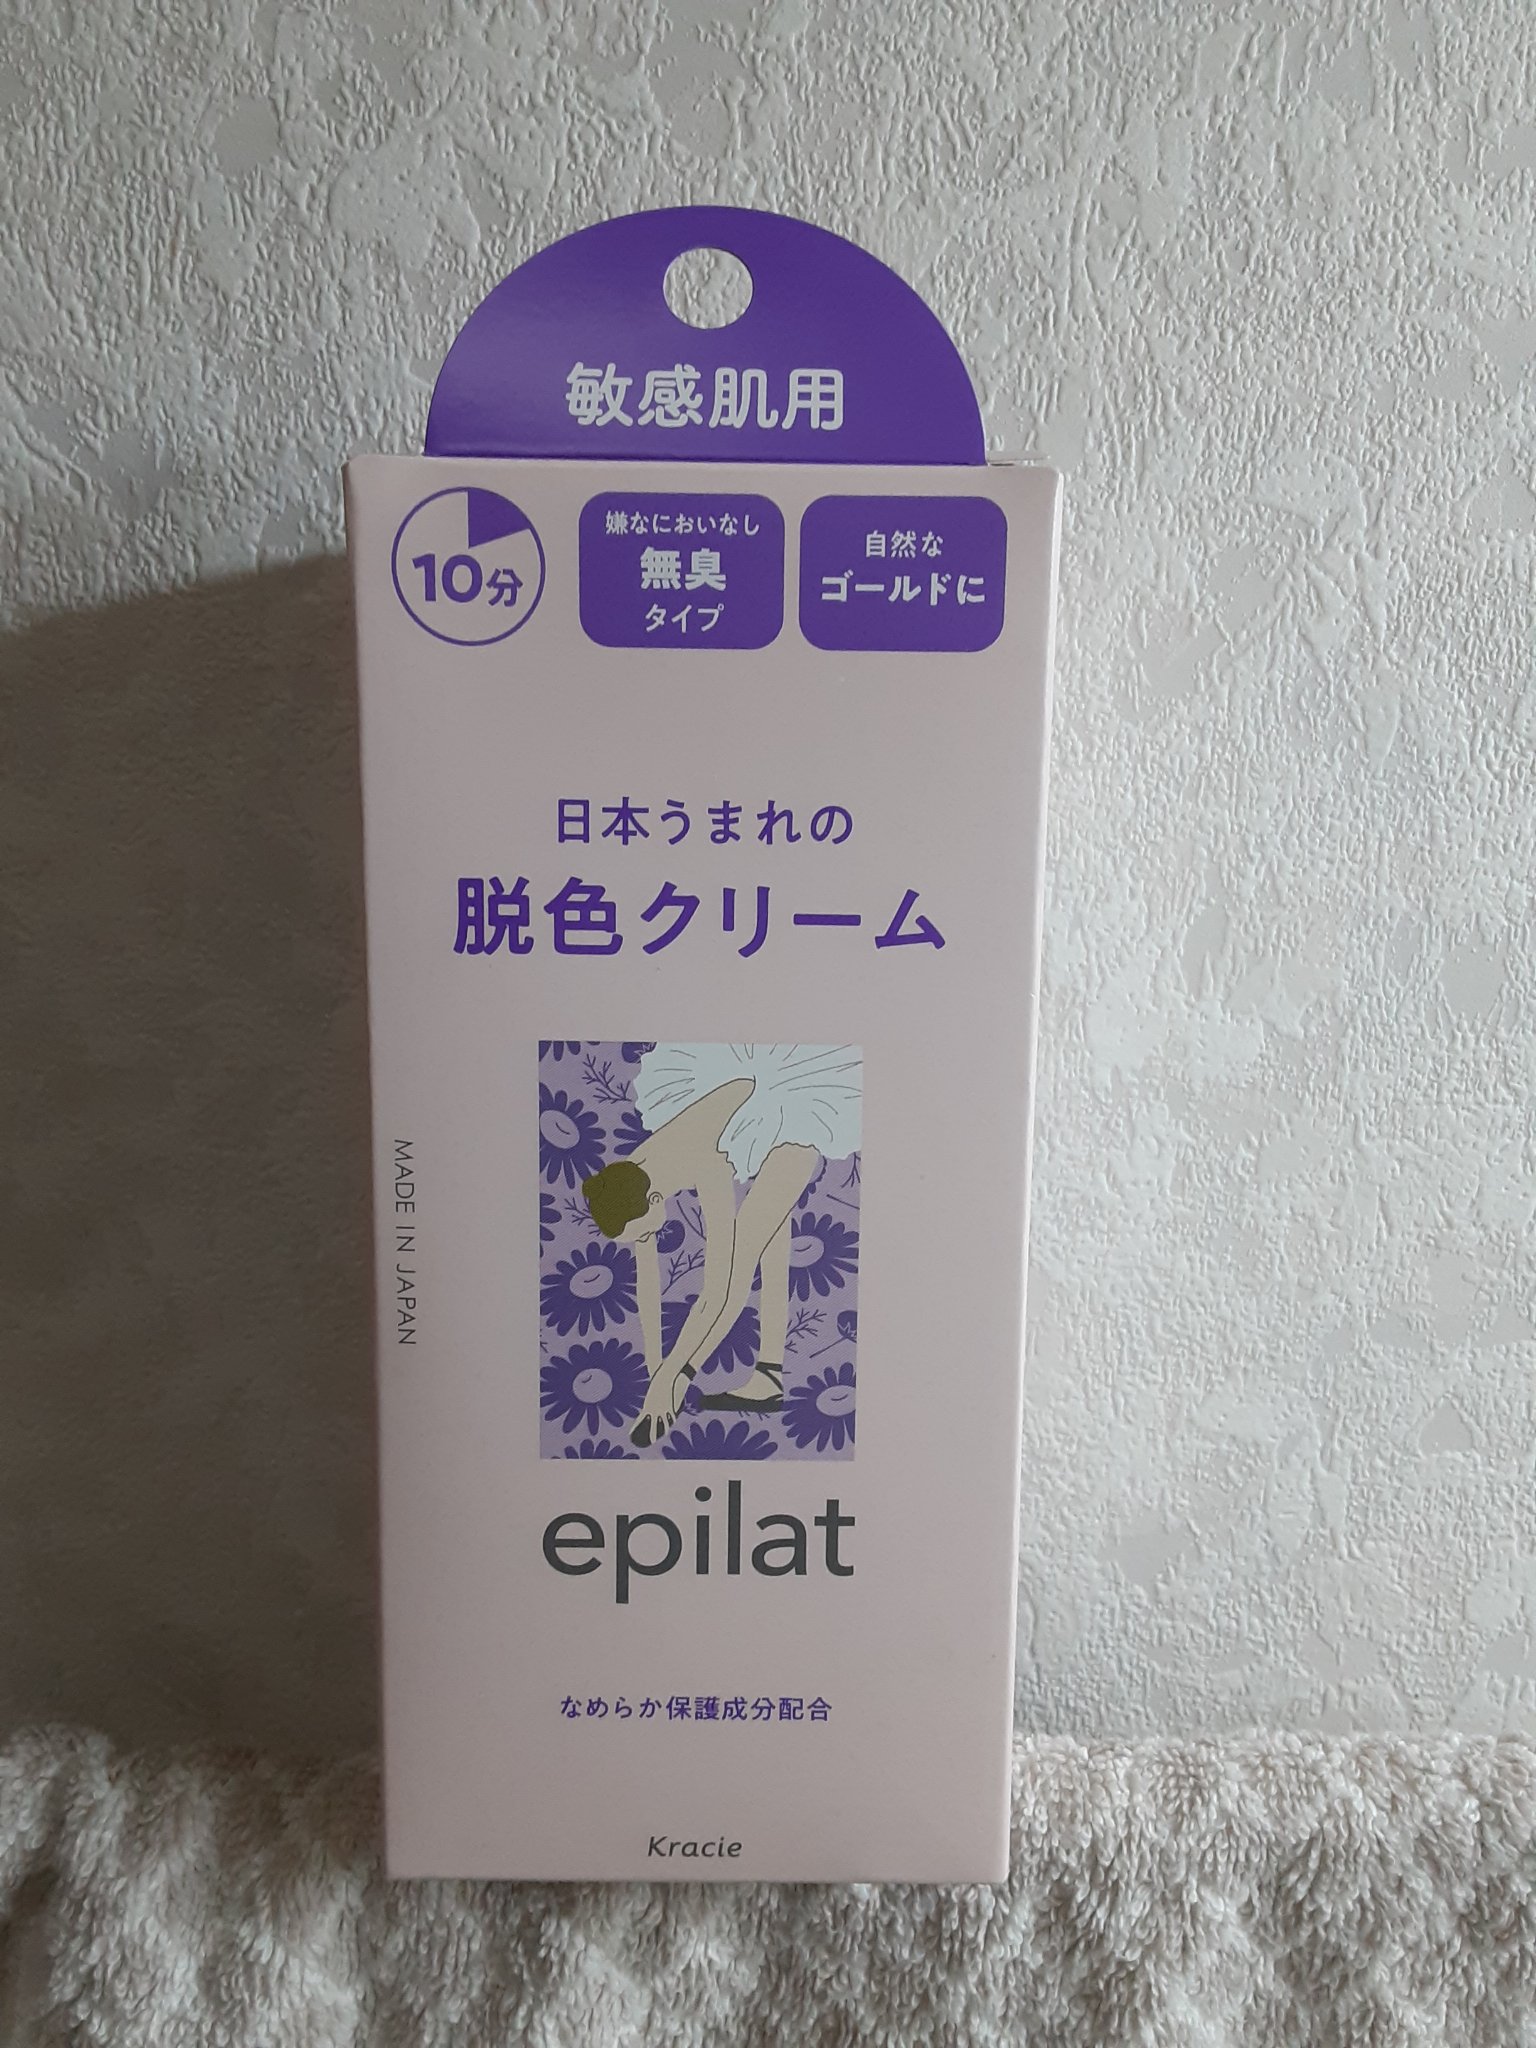 敏感肌用
10分
嫌なにおいなし
無臭
タイプ
自然な
ゴールドに
日本うまれの
脱色クリーム
MADE IN JAPAN
epilat
なめらか保護成分配合
Kracie